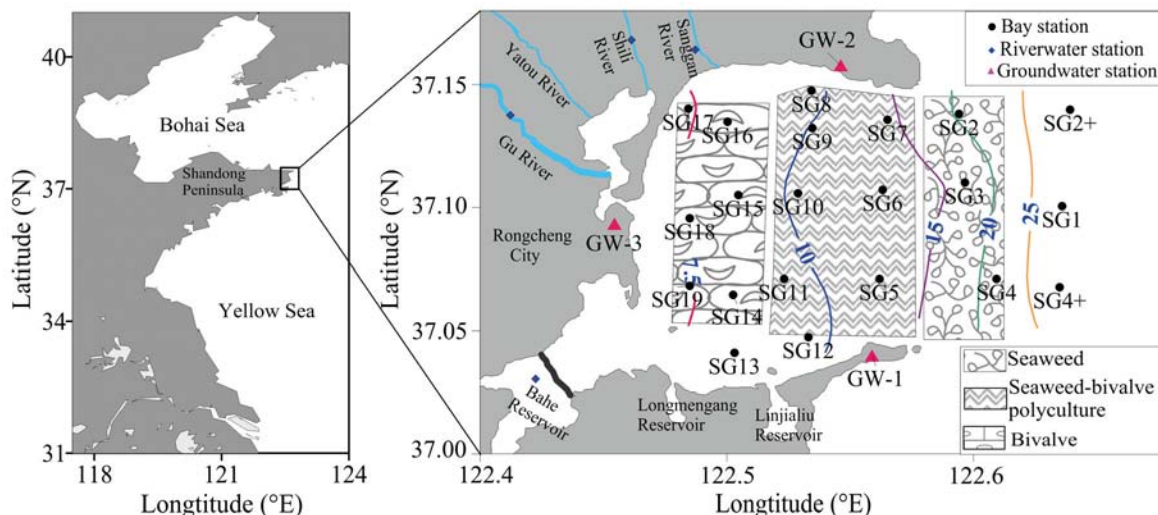 40
37
34
31
118
121
124
Latitude (°N)
Longtitude (°E)
Bohai Sea
Shandong
Peninsula
Yellow Sea
37.15
37.10
37.05
37.00
122.4
122.5
122.6
Latitude (°N)
Longtitude (°E)
Yatou River
Shili
River
Sanggan
River
Gu River
Rongcheng
City
Bahe
Reservoir
Longmengang
Reservoir
Linjialiu
Reservoir
GW-2
GW-3
GW-1
SG8
SG17
SG16
SG9
SG7
SG2
SG2+
SG3
SG15
SG10
SG6
SG1
SG18
SG19
SG14
SG11
SG5
SG4
SG4+
SG13
SG12
7.5
10
15
20
25
Bay station
Riverwater station
Groundwater station
Seaweed
Seaweed-bivalve
polyculture
Bivalve